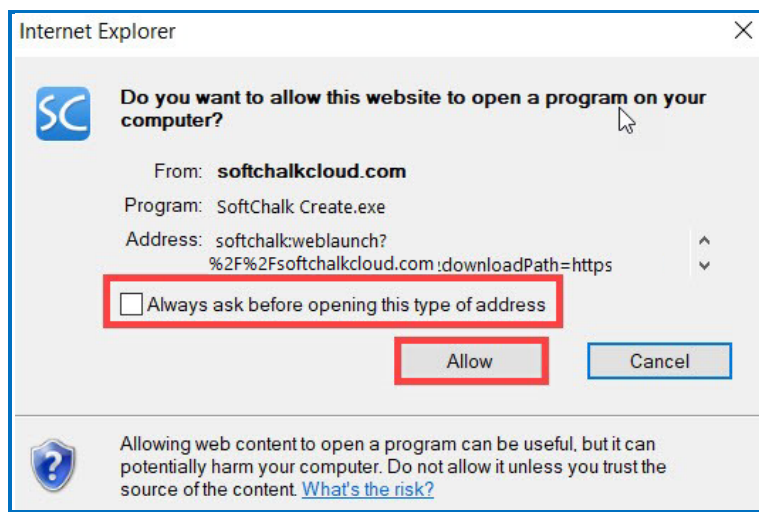 Internet Explorer
SC
Do you want to allow this website to open a program on your
computer?
From: softchalkcloud.com
Program: SoftChalk Create.exe
Address: softchalk:weblaunch?
%2F%2Fsoftchalkcloud.com :downloadPath=https
Always ask before opening this type of address
Allow Cancel
Allowing web content to open a program can be useful, but it can
potentially harm your computer. Do not allow it unless you trust the
source of the content. What's the risk?